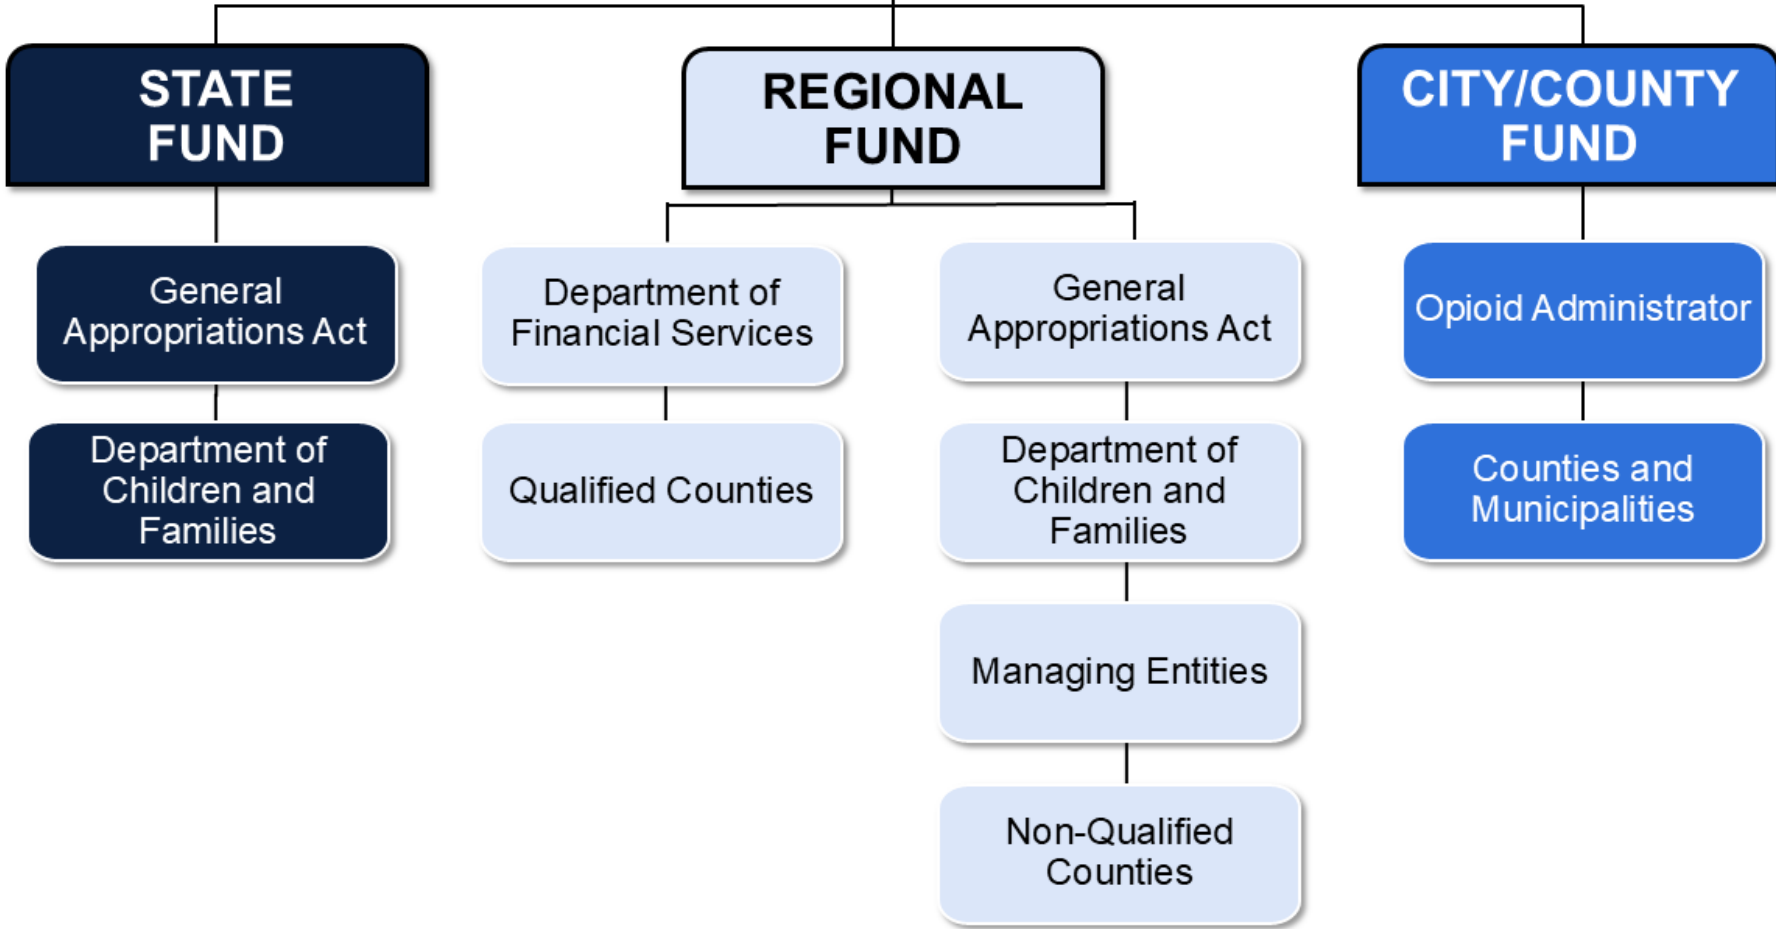 STATE
FUND
REGIONAL
FUND
CITY/COUNTY
FUND
General
Appropriations Act
Department of
Financial Services
General
Appropriations Act
Opioid Administrator
Department of
Children and
Families
Qualified Counties
Department of
Children and
Families
Counties and
Municipalities
Managing Entities
Non-Qualified
Counties